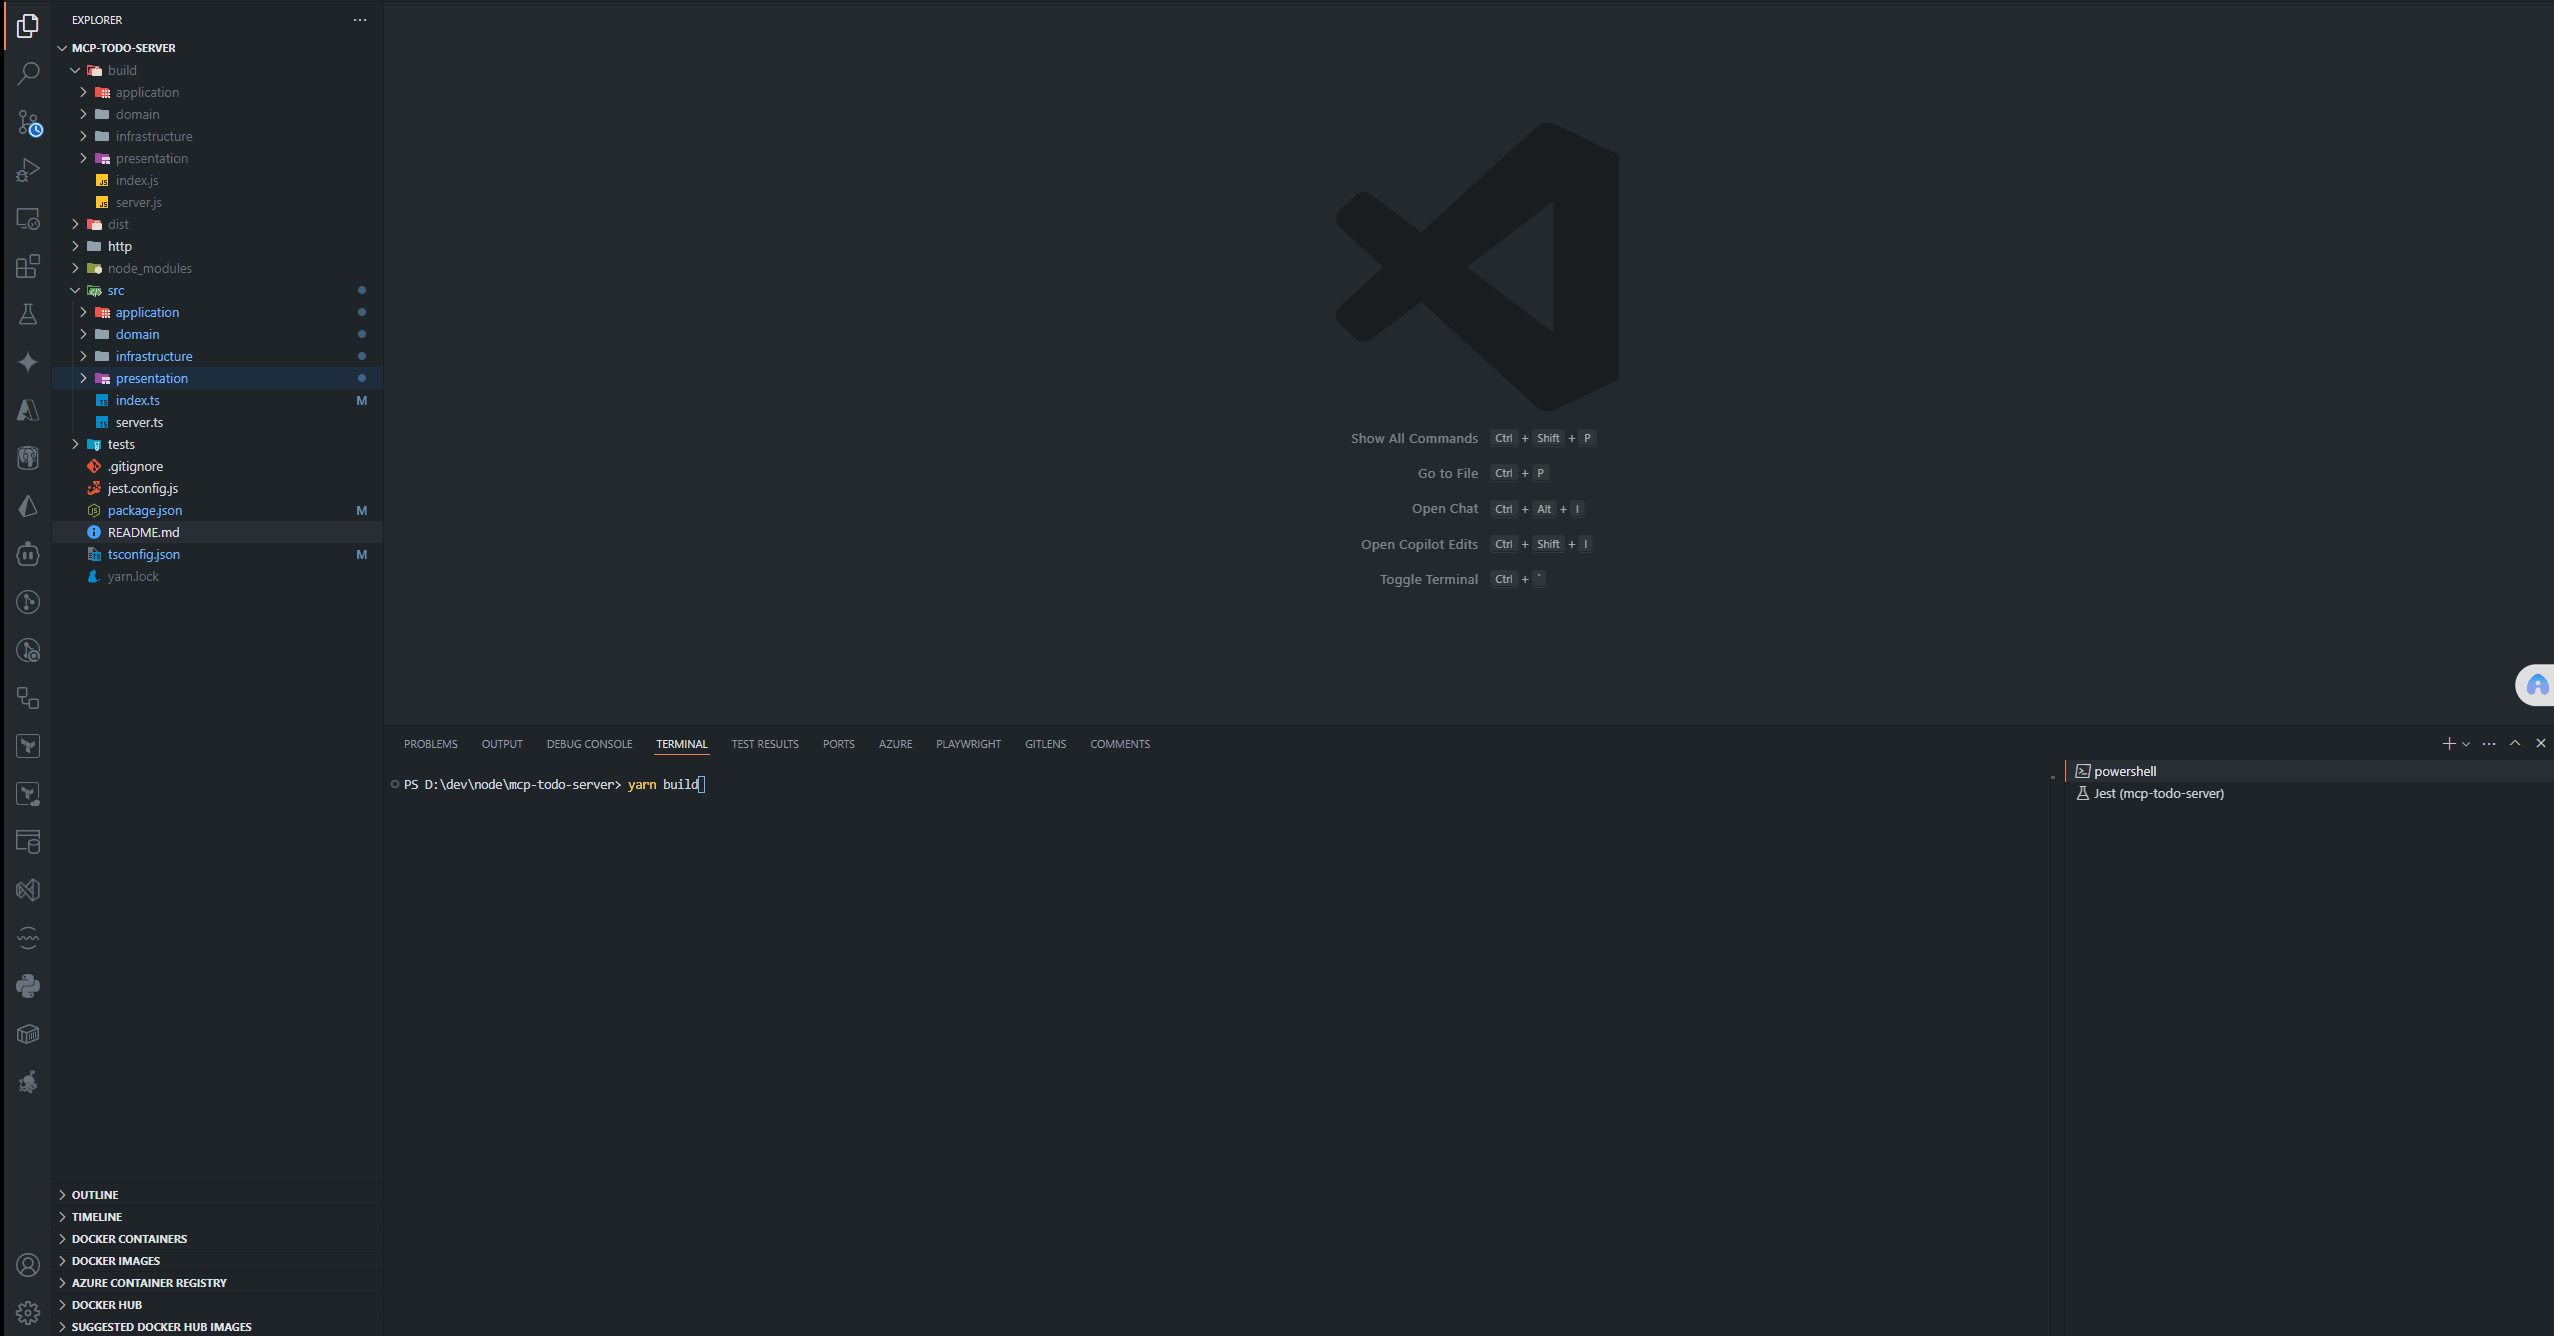 EXPLORER
MCP-TODO-SERVER
build
application
domain
infrastructure
presentation
index.js
server.js
dist
http
node_modules
src
application
domain
infrastructure
presentation
index.ts M
server.ts
tests
.gitignore
jest.config.js
package.json M
README.md
tsconfig.json M
yarn.lock
OUTLINE
TIMELINE
DOCKER CONTAINERS
DOCKER IMAGES
AZURE CONTAINER REGISTRY
DOCKER HUB
SUGGESTED DOCKER HUB IMAGES
Show All Commands Ctrl + Shift + P
Go to File Ctrl + P
Open Chat Ctrl + Alt + I
Open Copilot Edits Ctrl + Shift + I
Toggle Terminal Ctrl + `
PROBLEMS OUTPUT DEBUG CONSOLE TERMINAL TEST RESULTS PORTS AZURE PLAYWRIGHT GITLENS COMMENTS
PS D:\dev\node\mcp-todo-server> yarn build
powershell
Jest (mcp-todo-server)